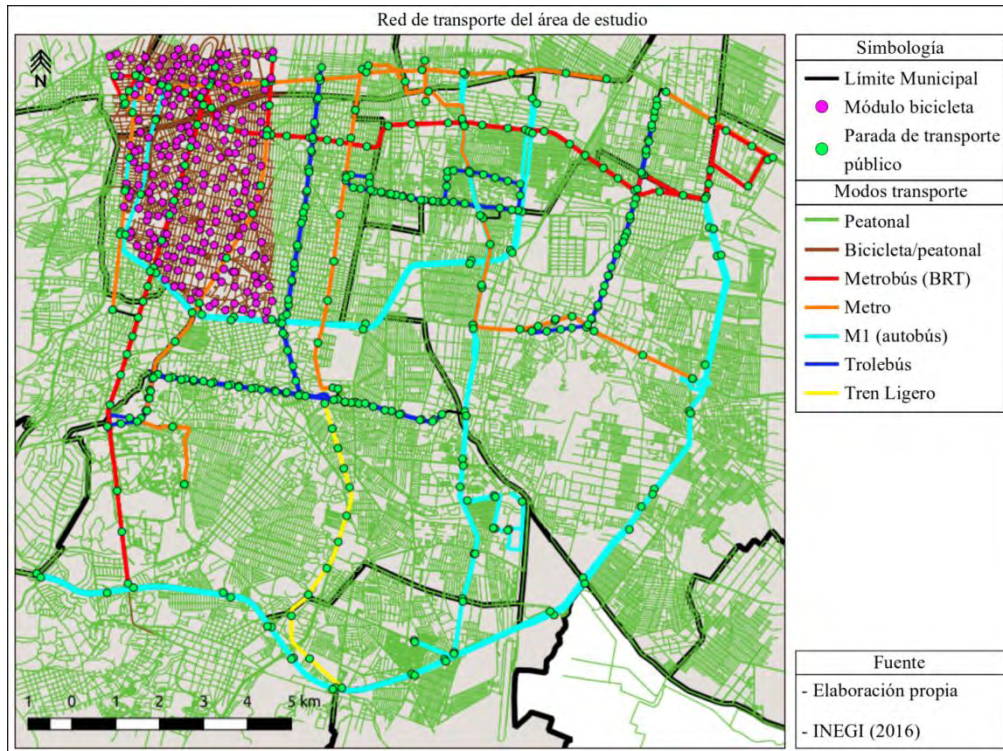 Red de transporte del área de estudio
N
1 0 1 2 3 4 5 km
Simbología
Límite Municipal
Módulo bicicleta
Parada de transporte
público
Modos transporte
Peatonal
Bicicleta/peatonal
Metrobús (BRT)
Metro
M1 (autobús)
Trolebús
Tren Ligero
Fuente
- Elaboración propia
- INEGI (2016)